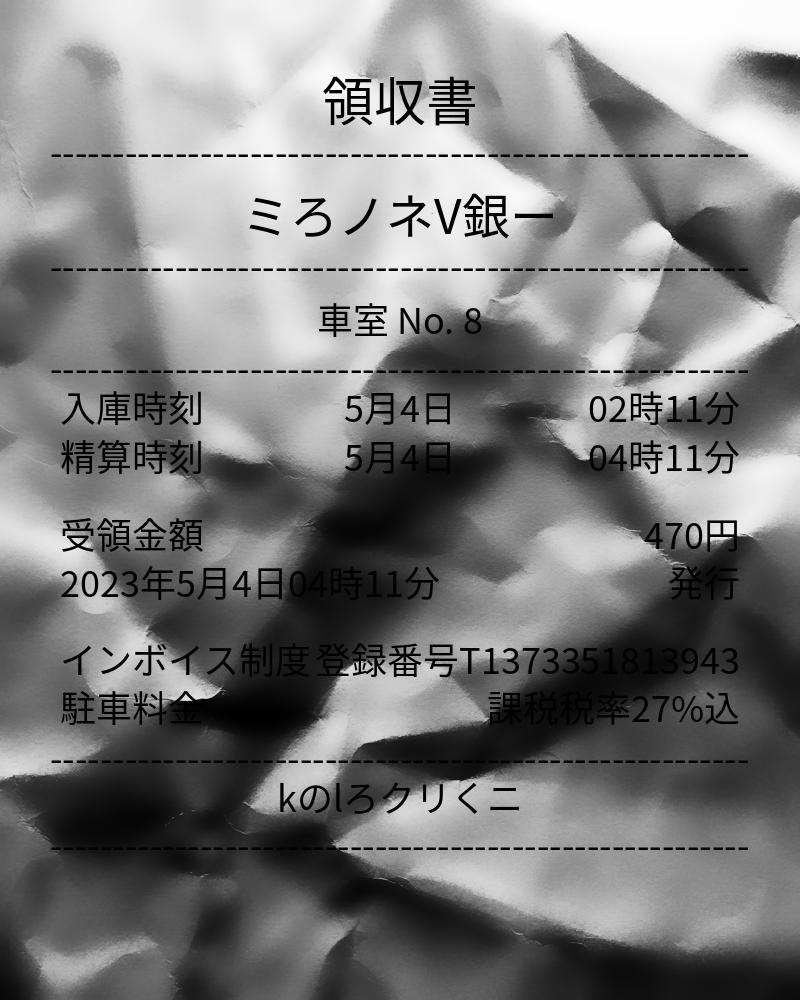 領収書
ミろノネV銀ー
車室 No. 8
入庫時刻 5月4日 02時11分
精算時刻 5月4日 04時11分
受領金額 470円
2023年5月4日04時11分 発行
インボイス制度 登録番号T1373351813943
駐車料金 課税税率27%込
kのlろクリくニ